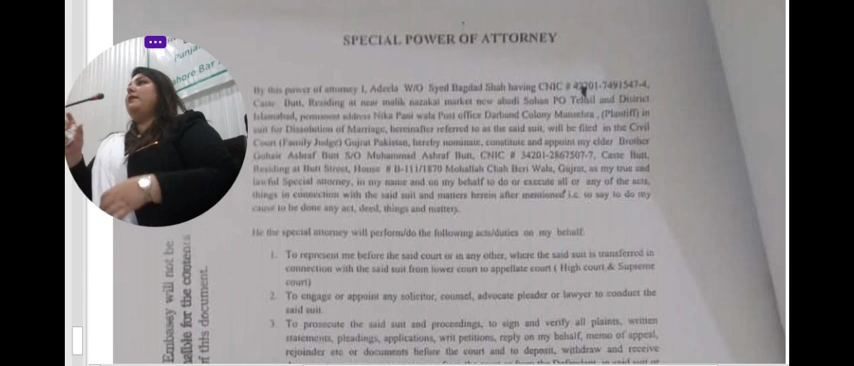 Punjab
Lahore Bar
SPECIAL POWER OF ATTORNEY
By this power of attorney I, Adeela W/O Syed Bagdad Shah having CNIC # 43201-7491547-4,
Caste Butt, Residing at near malik nazakat market new abadi Sohan PO Tehsil and District
Islamabad, permanent address Nika Pani wala Post office Darband Colony Mansehra , (Plantiff) in
suit for Dissolution of Marriage, hereinafter referred to as the said suit, will be filed in the Civil
Court (Family Judge) Gujrat Pakistan, hereby nominate, constitute and appoint my elder Brother
Gohair Ashraf Butt S/O Muhammad Ashraf Butt, CNIC # 34201-2867507-7, Caste Butt,
Residing at Butt Street, House # B-111/1870 Mohallah Chah Beri Wala, Gujrat, as my true and
lawful Special attorney, in my name and on my behalf to do or execute all or any of the acts,
things in connection with the said suit and matters herein after mentioned i.e. to say to do my
cause to be done any act, deed, things and mattery.
He the special attorney will perform/do the following acts/duties on my behalf
1. To represent me before the said court or in any other, where the said suit is transferred in
connection with the said suit from lower court to appellate court ( High court & Supreme
court)
2. To engage or appoint any solicitor, counsel, advocate pleader or lawyer to conduct the
said suit.
3. To prosecute the said suit and proceedings, to sign and verify all plaints, written
statements, pleadings, applications, writ petitions, reply on my behalf, memo of appeal,
rejoinder etc or documents before the court and to deposit, withdraw and receive
Embassy will not be
for the contents
of this document.